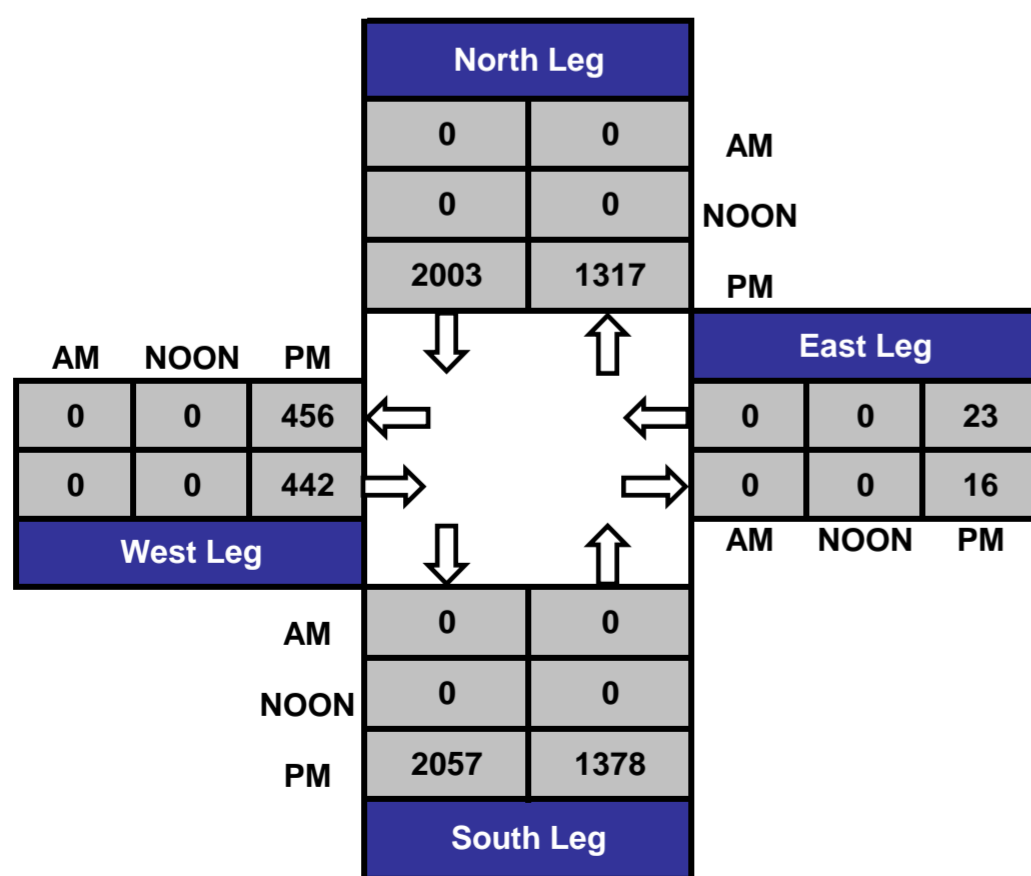 North Leg
0 0
AM
0 0
NOON
2003 1317
PM
AM NOON PM
East Leg
0 0 456
0 0 23
0 0 442
0 0 16
West Leg
AM NOON PM
AM
0 0
NOON
0 0
PM
2057 1378
South Leg